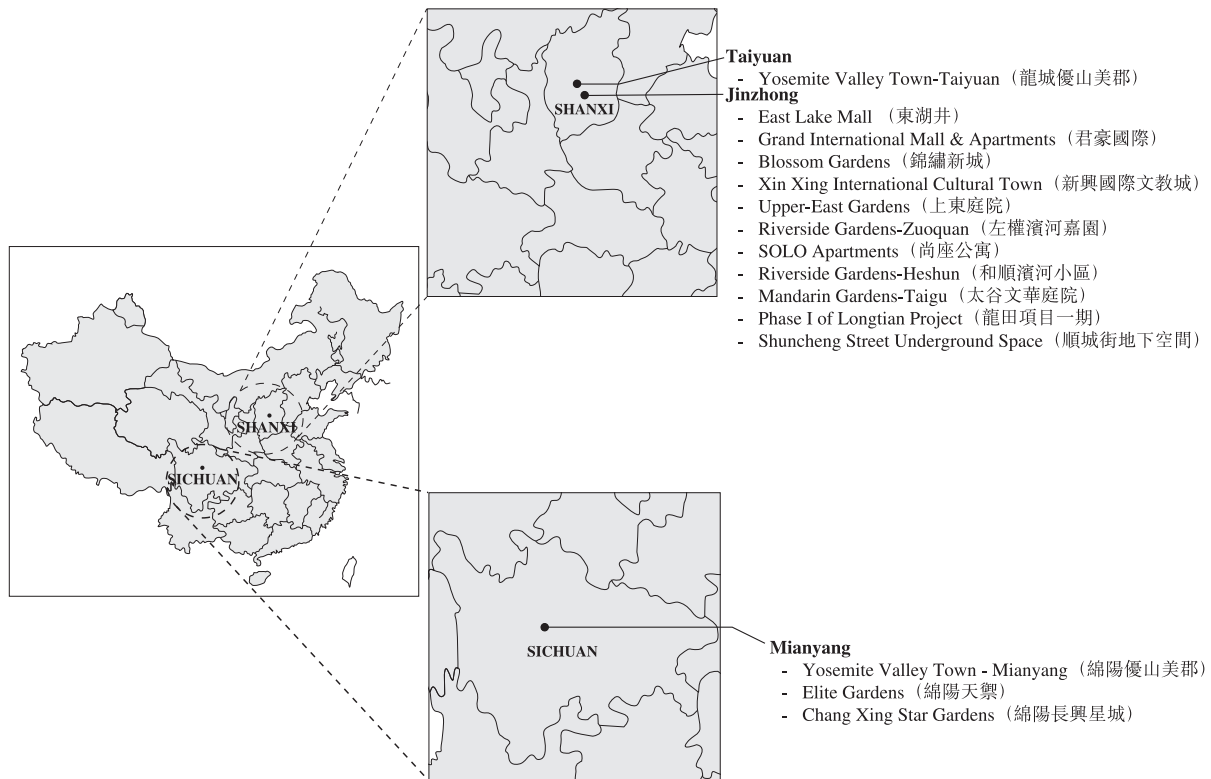 Taiyuan
- Yosemite Valley Town-Taiyuan（龍城優山美郡）
Jinzhong
- East Lake Mall （東湖井）
- Grand International Mall & Apartments（君豪國際）
- Blossom Gardens（錦繡新城）
- Xin Xing International Cultural Town（新興國際文教城）
- Upper-East Gardens（上東庭院）
- Riverside Gardens-Zuoquan（左權濱河嘉園）
- SOLO Apartments（尚座公寓）
- Riverside Gardens-Heshun（和順濱河小區）
- Mandarin Gardens-Taigu（太谷文華庭院）
- Phase I of Longtian Project（龍田項目一期）
- Shuncheng Street Underground Space（順城街地下空間）
SHANXI
SHANXI
SICHUAN
SICHUAN
Mianyang
- Yosemite Valley Town - Mianyang（綿陽優山美郡）
- Elite Gardens（綿陽天禦）
- Chang Xing Star Gardens（綿陽長興星城）